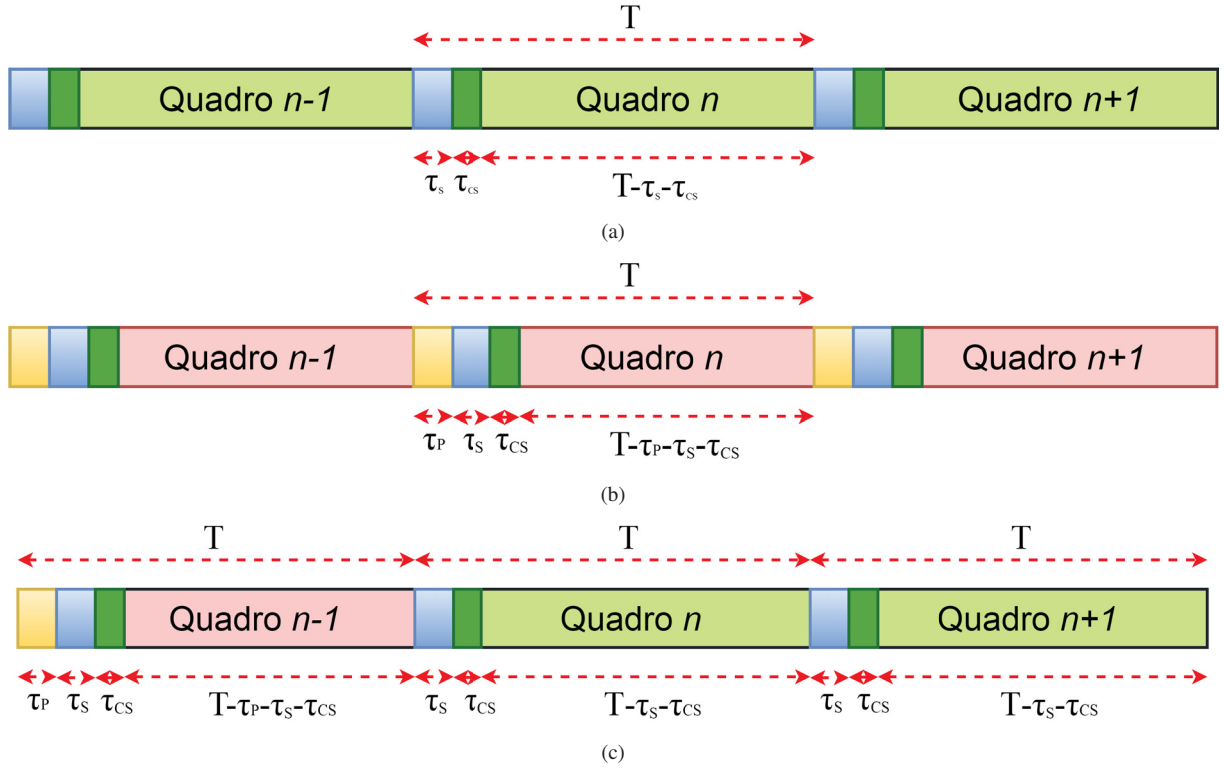 T
Quadro n-1 Quadro n Quadro n+1
τs τcs T-τs-τcs
(a)
T
Quadro n-1 Quadro n Quadro n+1
τP τS τCS T-τP-τS-τCS
(b)
T T T
Quadro n-1 Quadro n Quadro n+1
τP τS τCS T-τP-τS-τCS τS τCS T-τS-τCS τS τCS T-τS-τCS
(c)